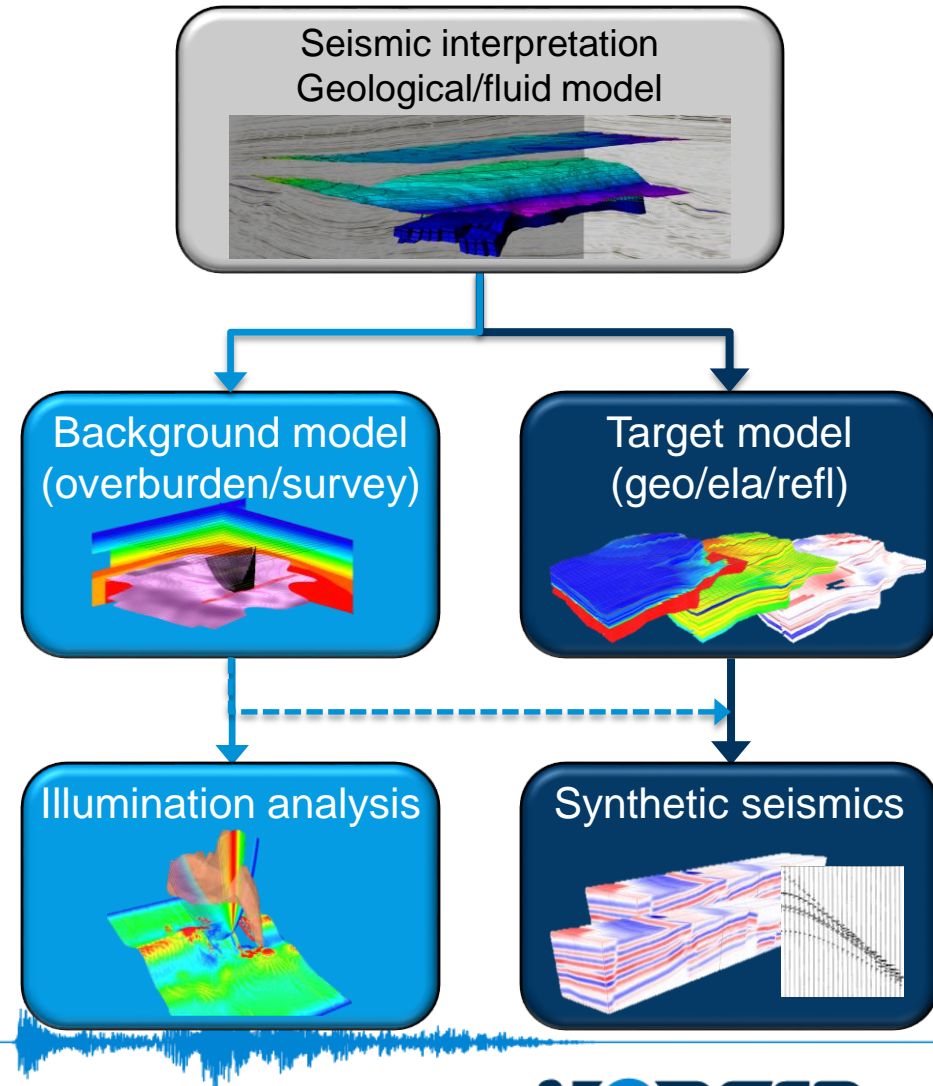 Seismic interpretation
Geological/fluid model
Background model
(overburden/survey)
Target model
(geo/ela/refl)
Illumination analysis
Synthetic seismics